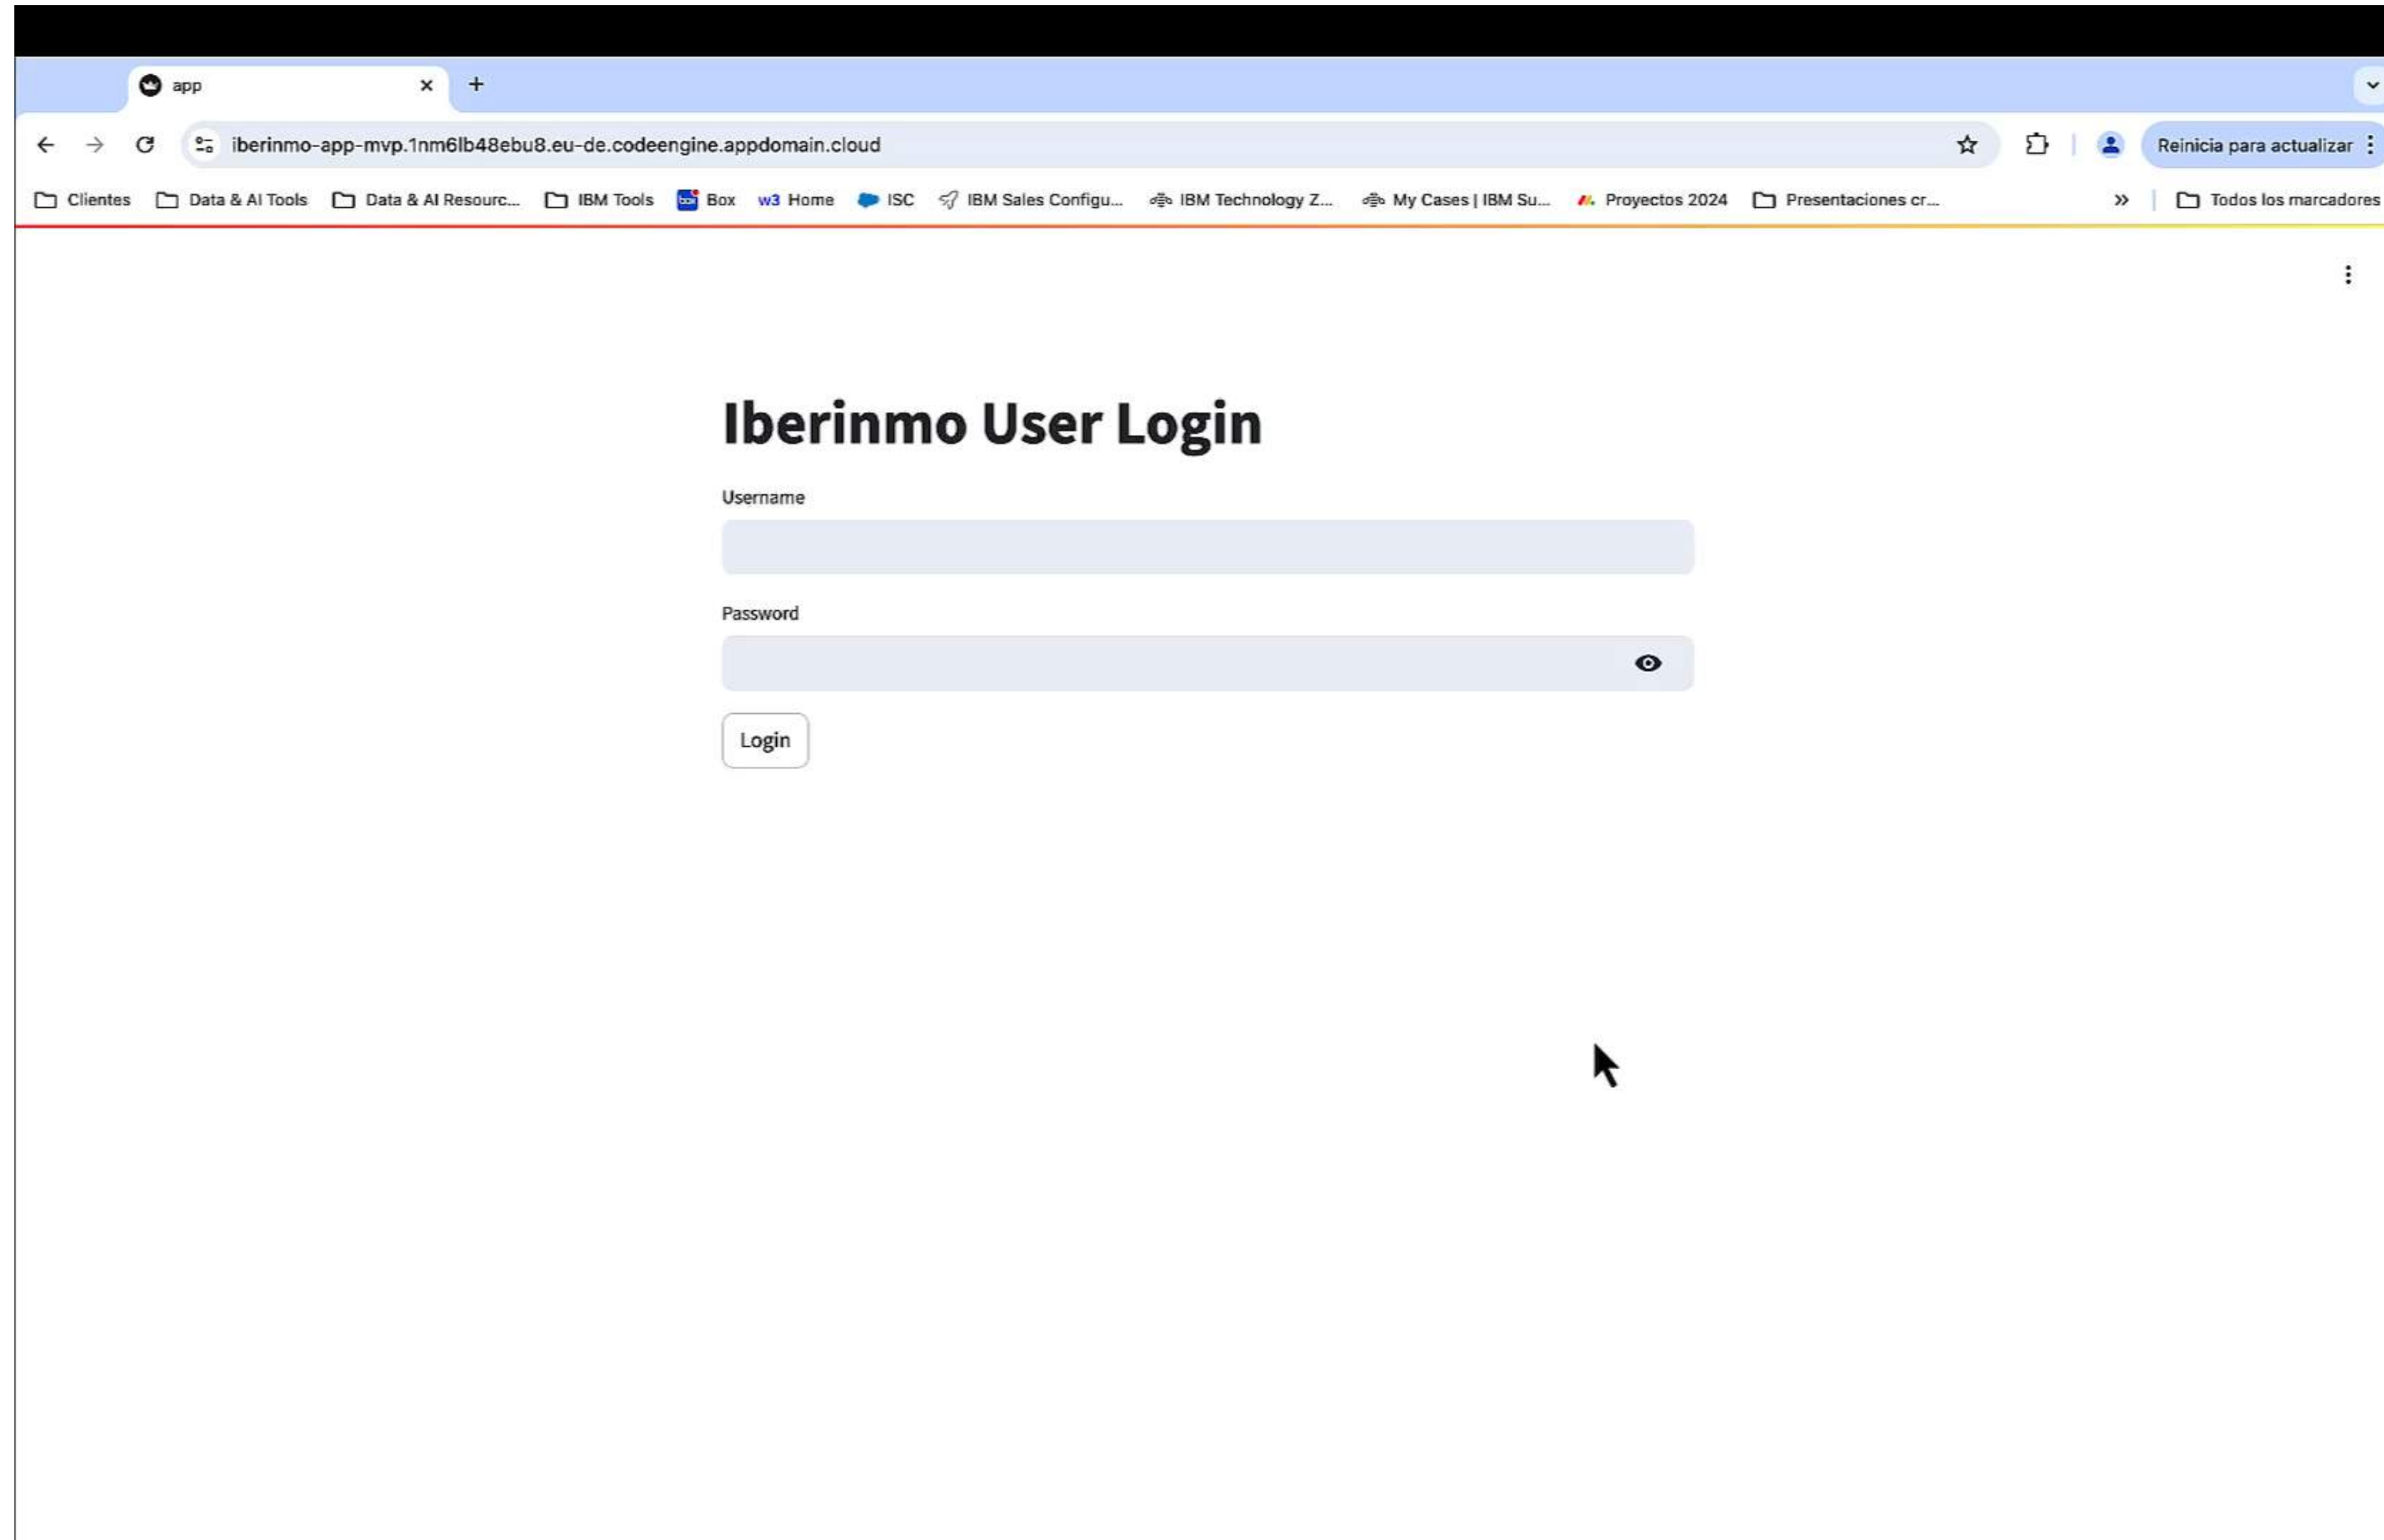 app
iberinmo-app-mvp.1nm6lb48ebu8.eu-de.codeengine.appdomain.cloud
Reinicia para actualizar
Clientes Data & AI Tools Data & AI Resourc... IBM Tools Box w3 Home ISC IBM Sales Configu... IBM Technology Z... My Cases | IBM Su... Proyectos 2024 Presentaciones cr... » Todos los marcadores
Iberinmo User Login
Username
Password
Login